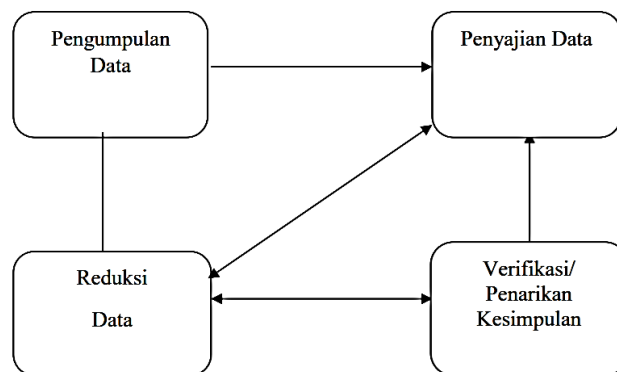 Pengumpulan
Data
Penyajian Data
Reduksi
Data
Verifikasi/
Penarikan
Kesimpulan